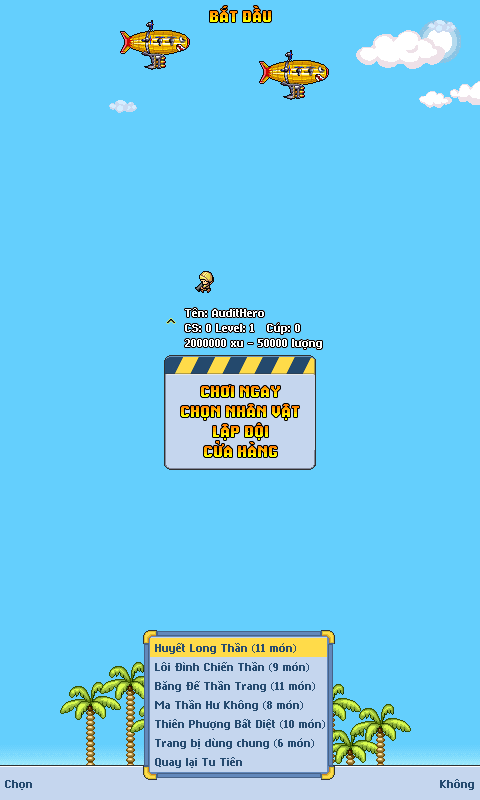 BẮT ĐẦU
Tên: AuditHero
CS: 0 Level: 1 Cúp: 0
2000000 xu - 50000 lượng
CHƠI NGAY
CHỌN NHÂN VẬT
LẬP ĐỘI
CỬA HÀNG
Huyết Long Thần (11 món)
Lôi Đình Chiến Thần (9 món)
Băng Đế Thần Trang (11 món)
Ma Thần Hư Không (8 món)
Thiên Phượng Bất Diệt (10 món)
Trang bị dùng chung (6 món)
Quay lại Tu Tiên
Chọn
Không